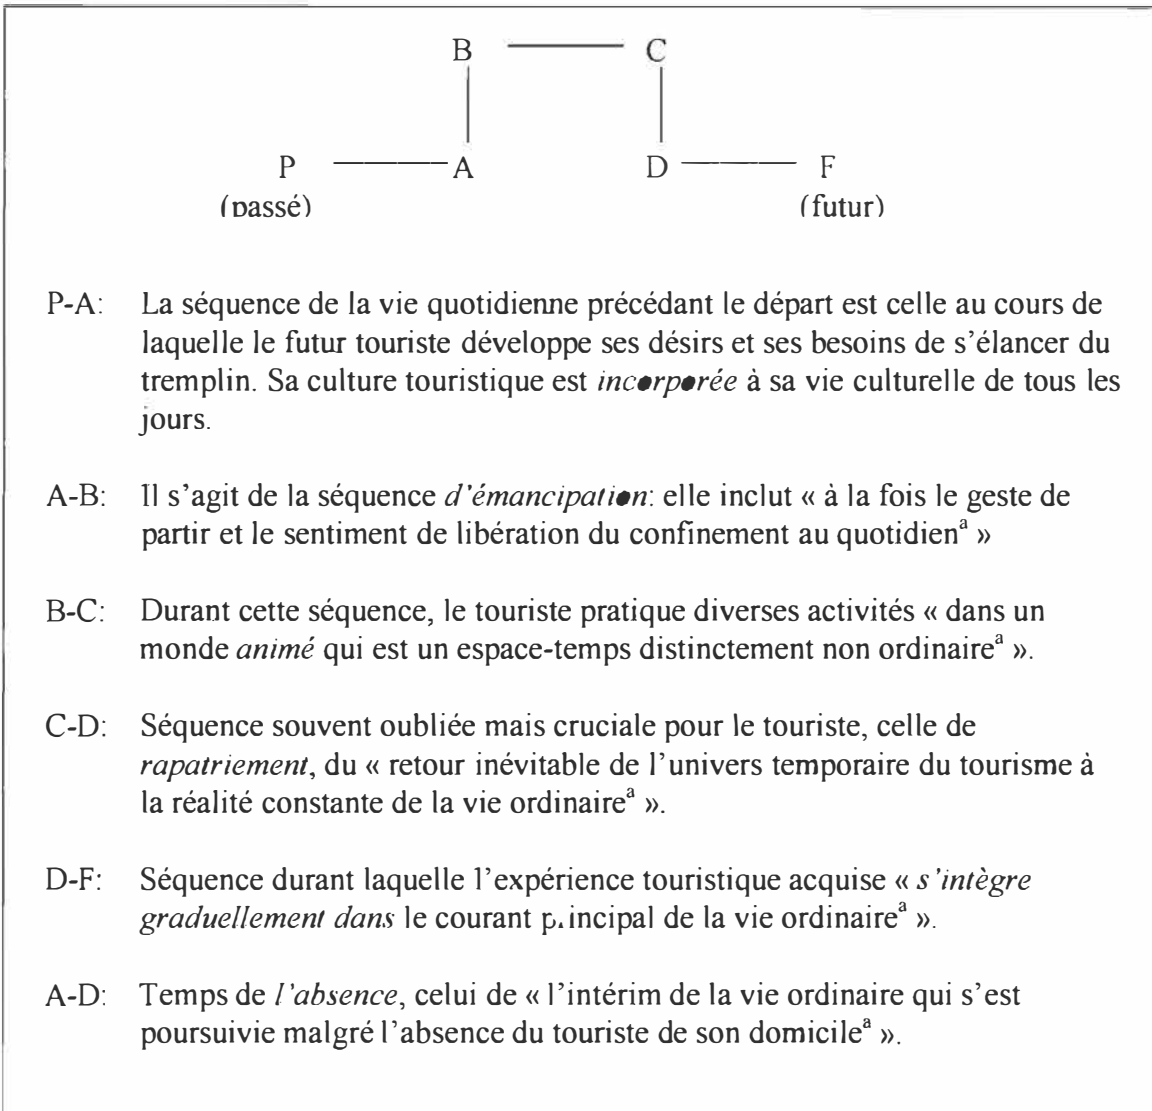 B C
P A D F
(passé) (futur)
P-A: La séquence de la vie quotidienne précédant le départ est celle au cours de
laquelle le futur touriste développe ses désirs et ses besoins de s'élancer du
tremplin. Sa culture touristique est incorporée à sa vie culturelle de tous les
jours.
A-B: Il s'agit de la séquence d'émancipation: elle inclut « à la fois le geste de
partir et le sentiment de libération du confinement au quotidienª »
B-C: Durant cette séquence, le touriste pratique diverses activités « dans un
monde animé qui est un espace-temps distinctement non ordinaireª ».
C-D: Séquence souvent oubliée mais cruciale pour le touriste, celle de
rapatriement, du « retour inévitable de l'univers temporaire du tourisme à
la réalité constante de la vie ordinaireª ».
D-F: Séquence durant laquelle l'expérience touristique acquise « s'intègre
graduellement dans le courant principal de la vie ordinaireª ».
A-D: Temps de l'absence, celui de « l'intérim de la vie ordinaire qui s'est
poursuivie malgré l'absence du touriste de son domicileª ».